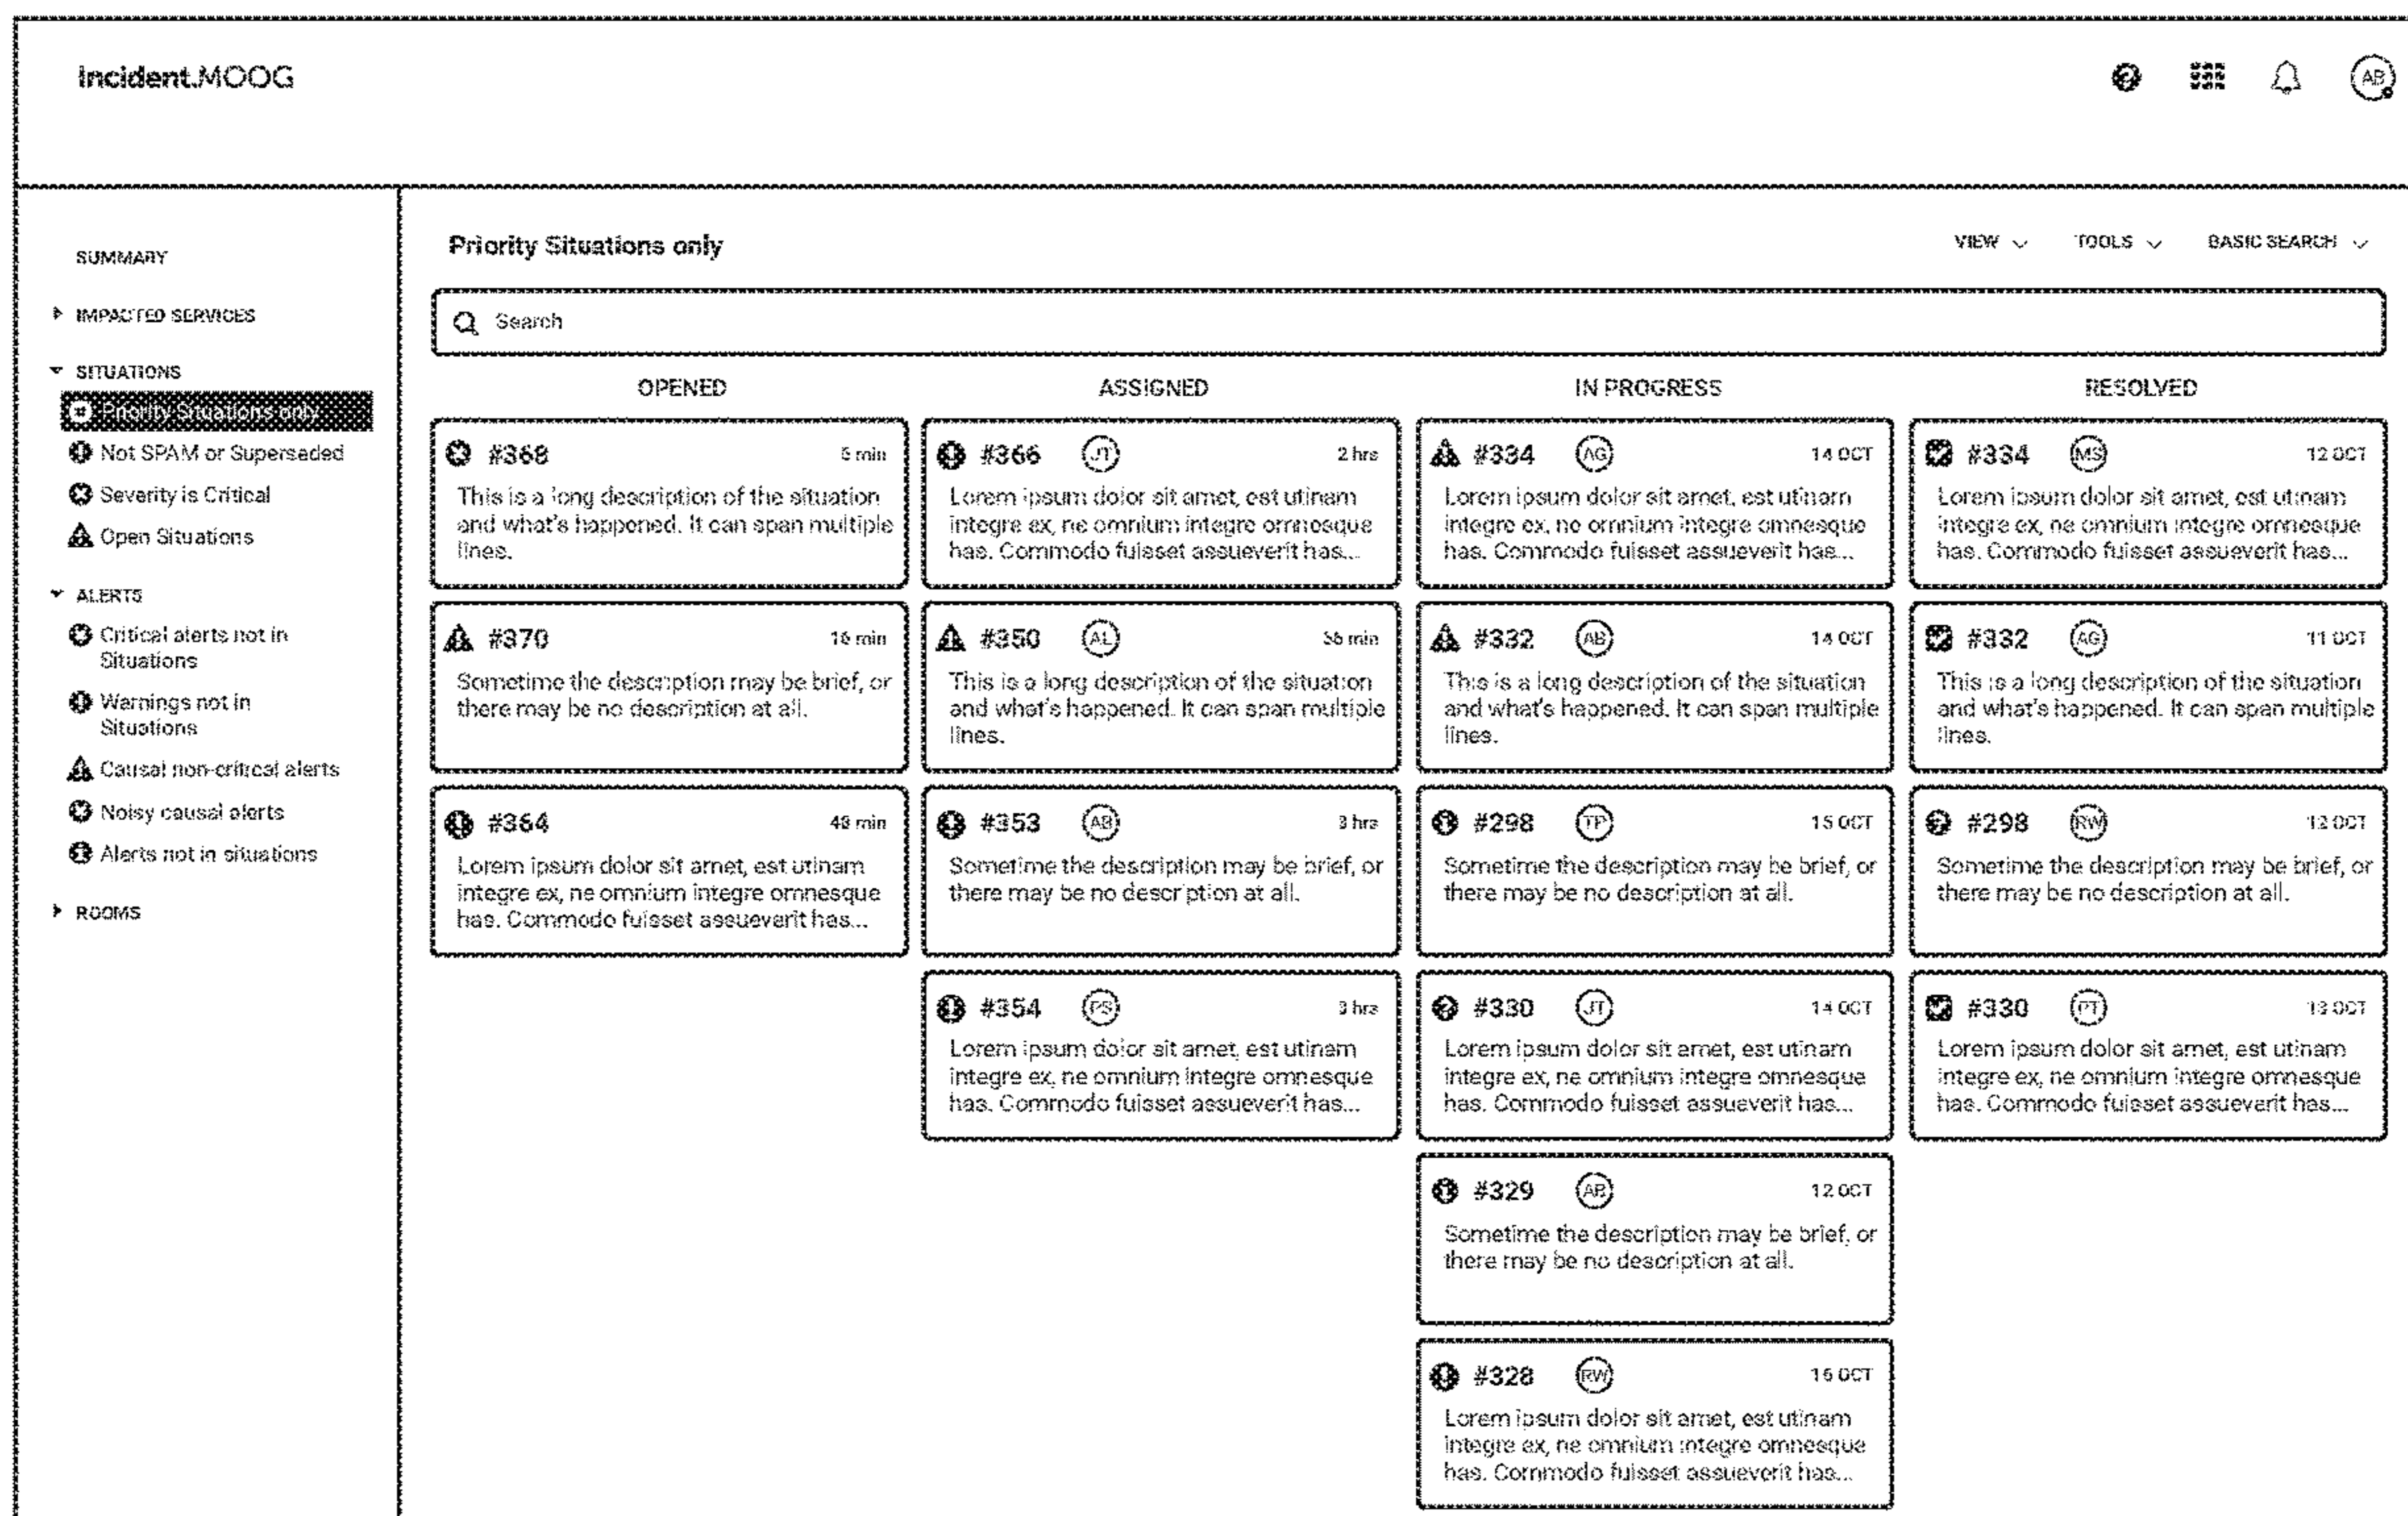 Incident.MOOG
AB
SUMMARY
IMPACTED SERVICES
SITUATIONS
Priority Situations only
Not SPAM or Superseded
Severity is Critical
Open Situations
ALERTS
Critical alerts not in
Situations
Warnings not in
Situations
Causal non-critical alerts
Noisy causal alerts
Alerts not in situations
ROOMS
Priority Situations only
VIEW
TOOLS
BASIC SEARCH
Search
OPENED
#368
5 min
This is a long description of the situation
and what's happened. It can span multiple
lines.
#370
16 min
Sometime the description may be brief, or
there may be no description at all.
#364
48 min
Lorem ipsum dolor sit amet, est utinam
integre ex, ne omnium integre omnesque
has. Commodo fuisset assueverit has...
ASSIGNED
#366 JT
2 hrs
Lorem ipsum dolor sit amet, est utinam
integre ex, ne omnium integre omnesque
has. Commodo fuisset assueverit has...
#350 AL
min
This is a long description of the situation
and what's happened. It can span multiple
lines.
#353 AB
3 hrs
Sometime the description may be brief, or
there may be no description at all.
#354 PS
3 hrs
Lorem ipsum dolor sit amet, est utinam
integre ex, ne omnium integre omnesque
has. Commodo fuisset assueverit has...
IN PROGRESS
#334 AG
14 OCT
Lorem ipsum dolor sit amet, est utinam
integre ex, ne omnium integre omnesque
has. Commodo fuisset assueverit has...
#332 AB
14 OCT
This is a long description of the situation
and what's happened. It can span multiple
lines.
#298 TP
15 OCT
Sometime the description may be brief, or
there may be no description at all.
#330 JT
14 OCT
Lorem ipsum dolor sit amet, est utinam
integre ex, ne omnium integre omnesque
has. Commodo fuisset assueverit has...
#329
12 OCT
Sometime the description may be brief, or
there may be no description at all.
#328 RW
OCT
Lorem ipsum dolor sit amet, est utinam
integre ex, ne omnium integre omnesque
has. Commodo fuisset assueverit has...
RESOLVED
#334 MS
12 OCT
Lorem ipsum dolor sit amet, est utinam
integre ex, ne omnium integre omnesque
has. Commodo fuisset assueverit has...
#332 AG
11 OCT
This is a long description of the situation
and what's happened. It can span multiple
lines.
#298 RW
12 OCT
Sometime the description may be brief, or
there may be no description at all.
#330 PT
13 OCT
Lorem ipsum dolor sit amet, est utinam
integre ex, ne omnium integre omnesque
has. Commodo fuisset assueverit has...